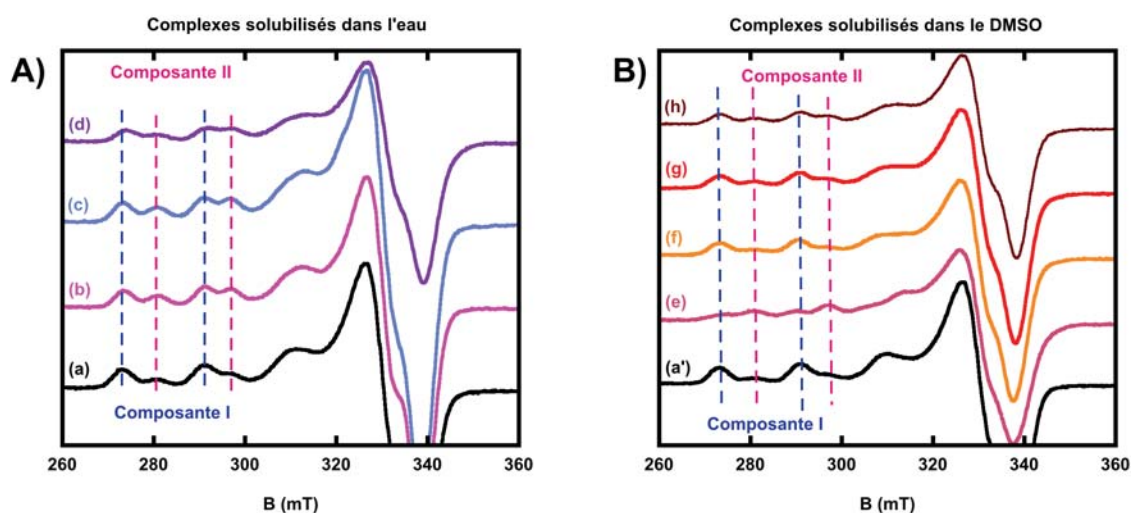 Complexes solubilisés dans l'eau
A)
Composante II
(d)
(c)
(b)
(a)
Composante I
260 280 300 320 340 360
B (mT)
Complexes solubilisés dans le DMSO
B)
Composante II
(h)
(g)
(f)
(e)
(a')
Composante I
260 280 300 320 340 360
B (mT)